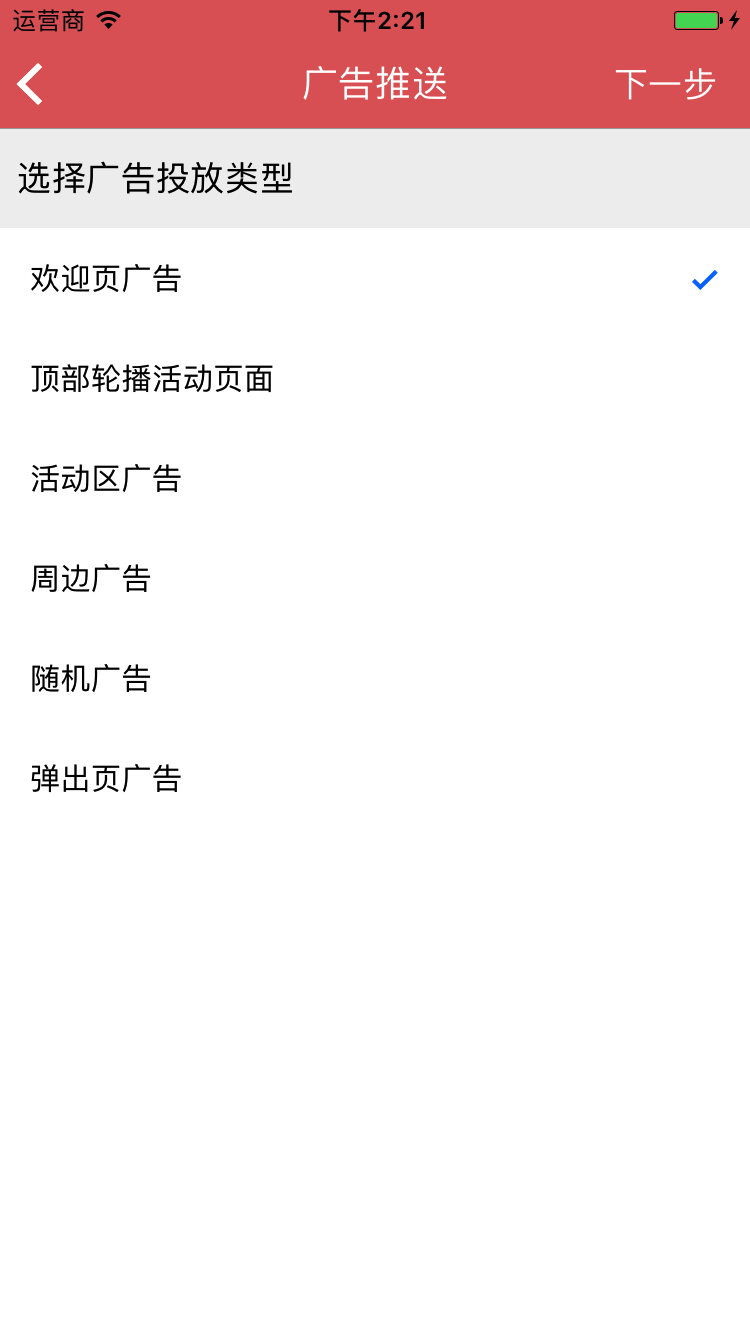 运营商 下午2:21
广告推送 下一步
选择广告投放类型
欢迎页广告
顶部轮播活动页面
活动区广告
周边广告
随机广告
弹出页广告